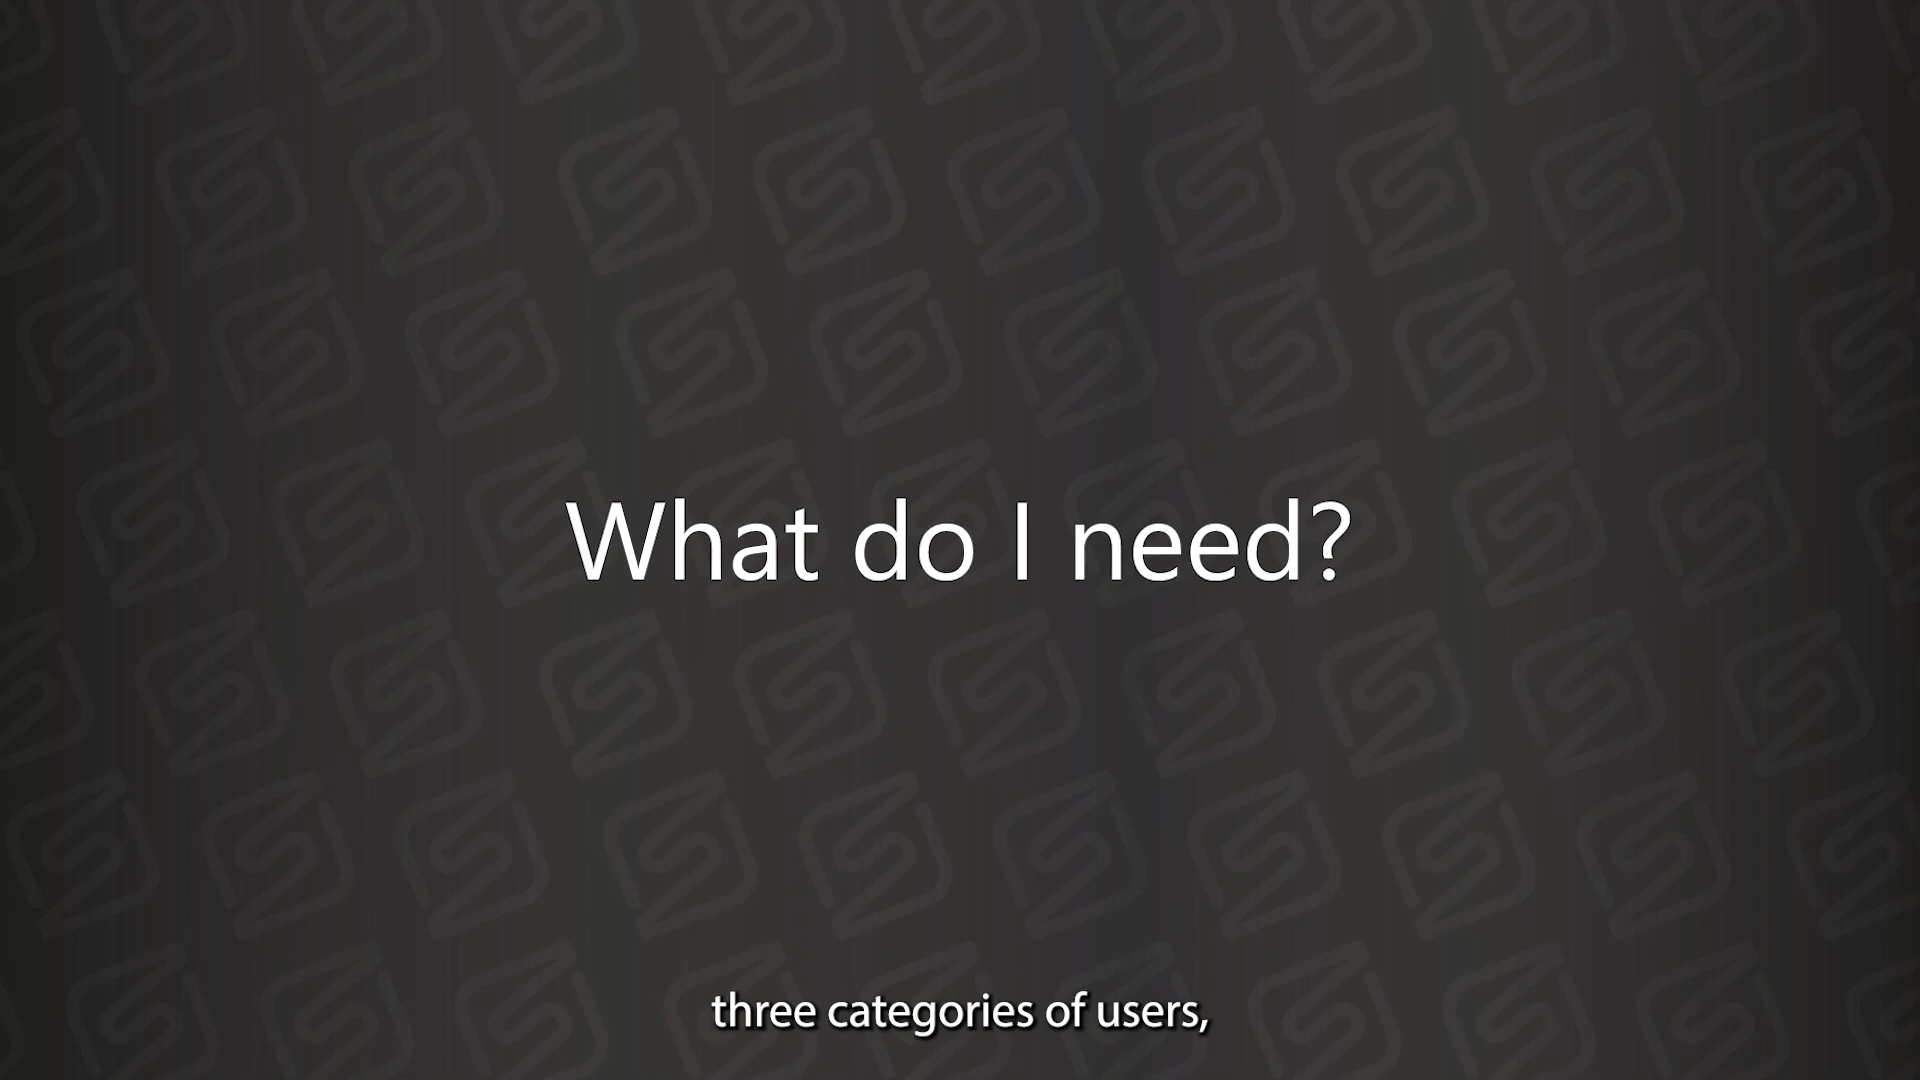 What do I need?
three categories of users,